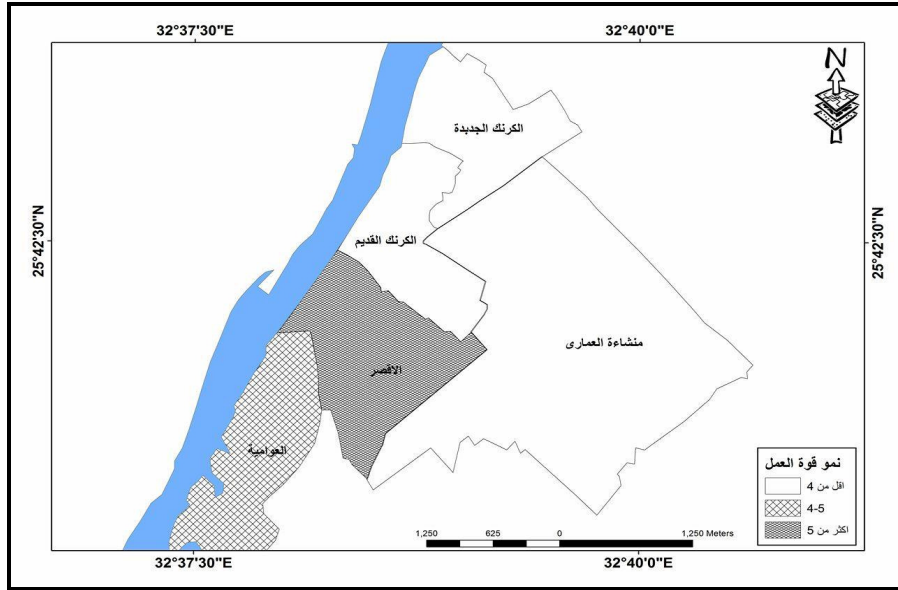 32°37'30"E
32°40'0"E
N
الكرنك الجديدة
25°42'30"N
25°42'30"N
الكرنك القديم
منشاءة العمارى
الاقصر
العوامية
نمو قوة العمل
اقل من 4
4-5
اكثر من 5
1,250 625 0 1,250 Meters
32°37'30"E
32°40'0"E